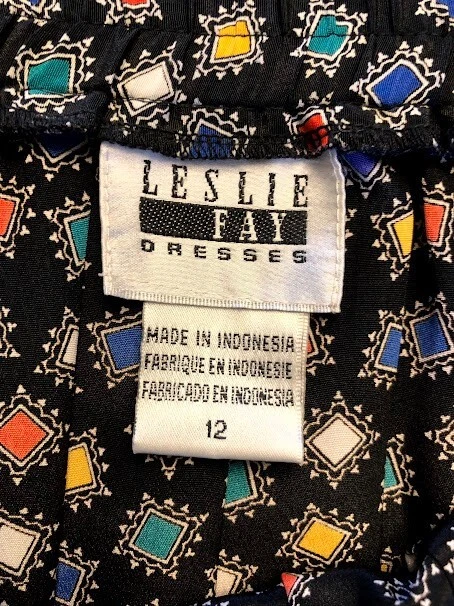 LESLIE
FAY
DRESSES
MADE IN INDONESIA
FABRIQUE EN INDONESIE
FABRICADO EN INDONESIA
12